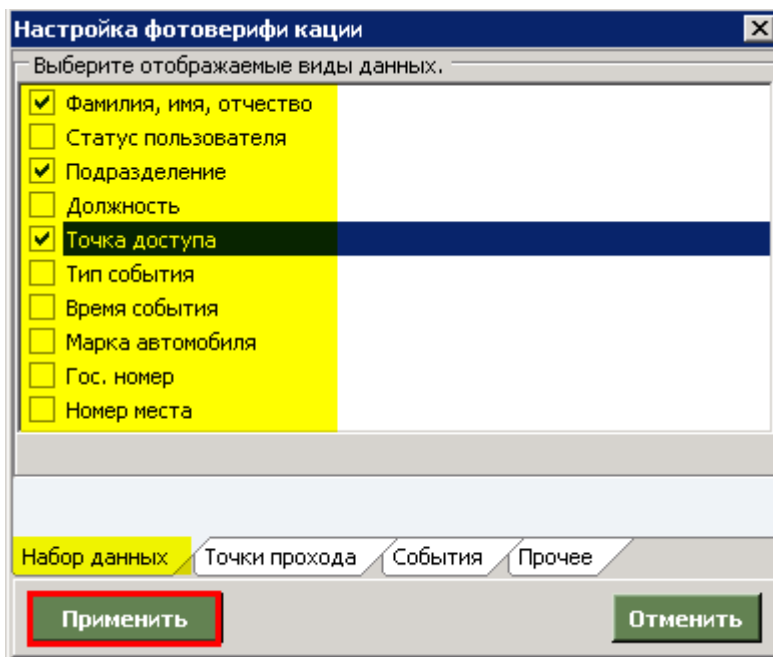 Настройка фотоверифи кации
Выберите отображаемые виды данных.
Фамилия, имя, отчество
Статус пользователя
Подразделение
Должность
Точка доступа
Тип события
Время события
Марка автомобиля
Гос. номер
Номер места
Набор данных Точки прохода События Прочее
Применить Отменить